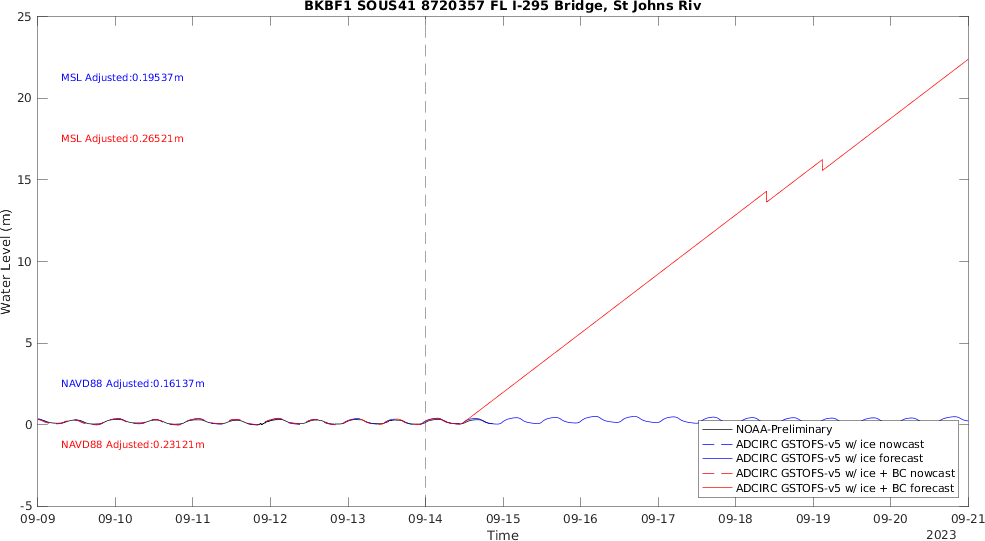 BKBF1 SOUS41 8720357 FL I-295 Bridge, St Johns Riv
25
20
15
10
5
0
-5
Water Level (m)
MSL Adjusted:0.19537m
MSL Adjusted:0.26521m
NAVD88 Adjusted:0.16137m
NAVD88 Adjusted:0.23121m
NOAA-Preliminary
ADCIRC GSTOFS-v5 w/ ice nowcast
ADCIRC GSTOFS-v5 w/ ice forecast
ADCIRC GSTOFS-v5 w/ ice + BC nowcast
ADCIRC GSTOFS-v5 w/ ice + BC forecast
09-09 09-10 09-11 09-12 09-13 09-14 09-15 09-16 09-17 09-18 09-19 09-20 09-21
Time
2023